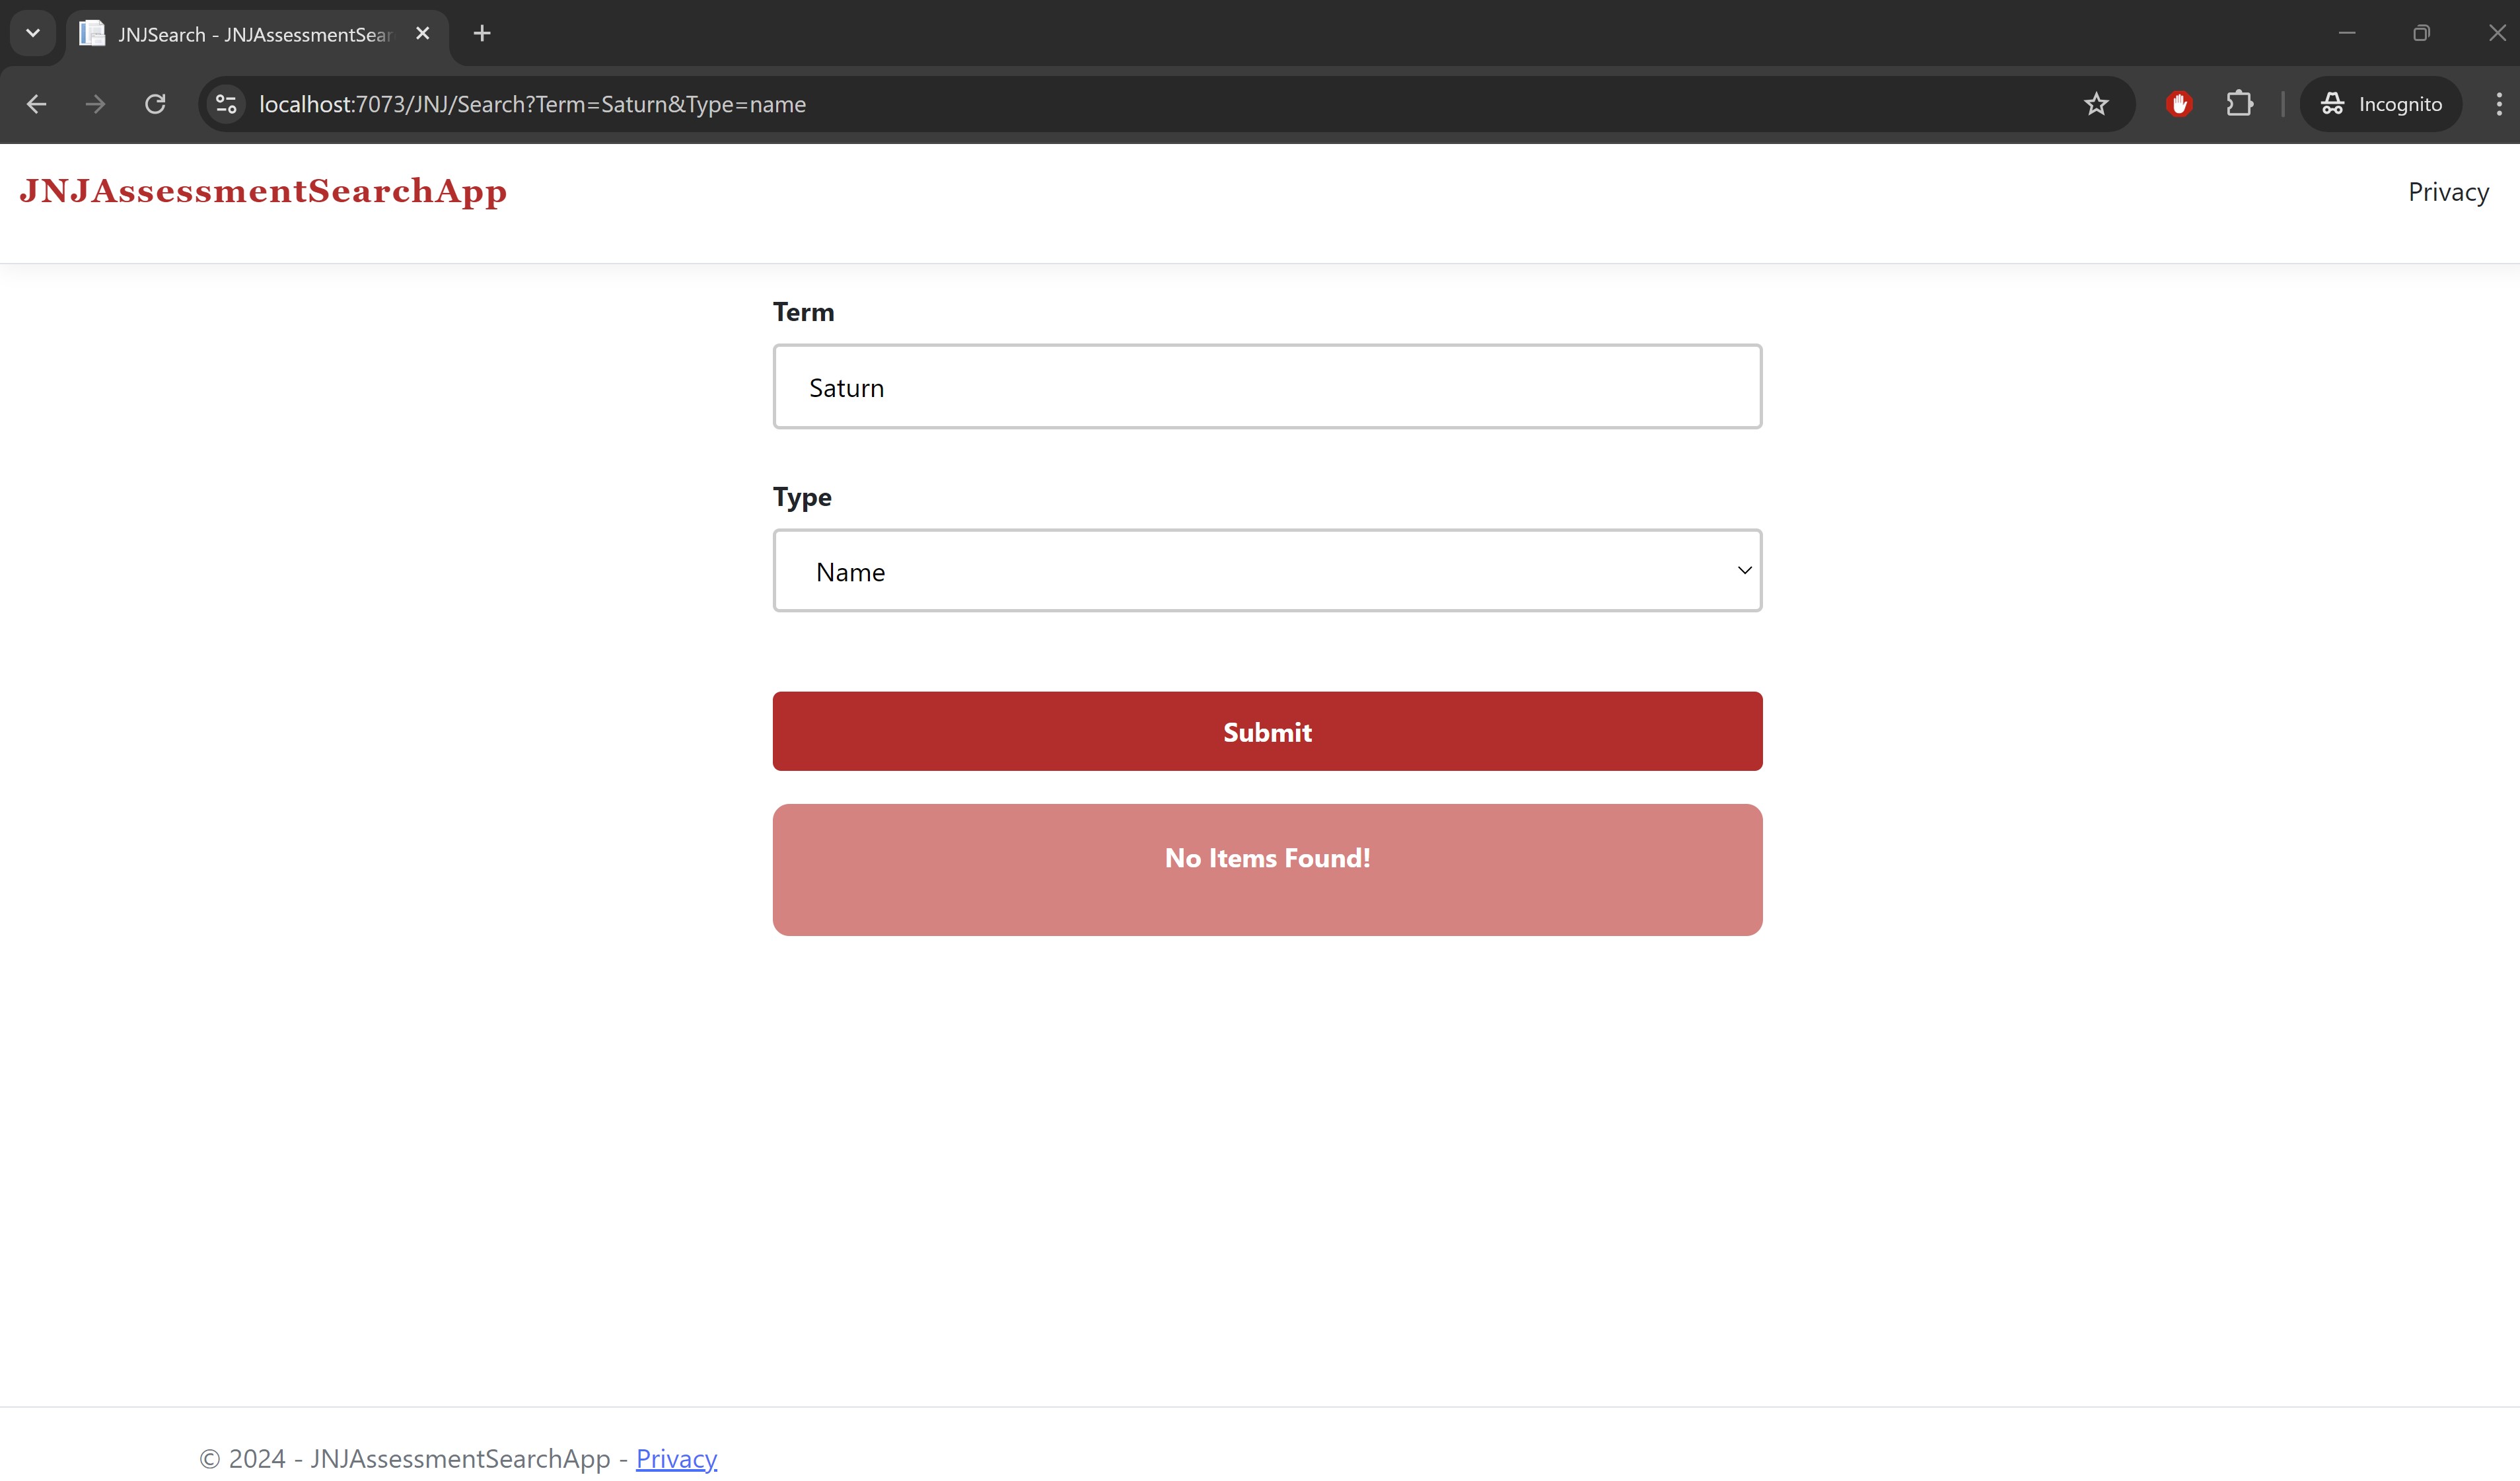 JNJSearch - JNJAssessmentSear
localhost:7073/JNJ/Search?Term=Saturn&Type=name
Incognito
JNJAssessmentSearchApp
Privacy
Term
Saturn
Type
Name
Submit
No Items Found!
© 2024 - JNJAssessmentSearchApp - Privacy